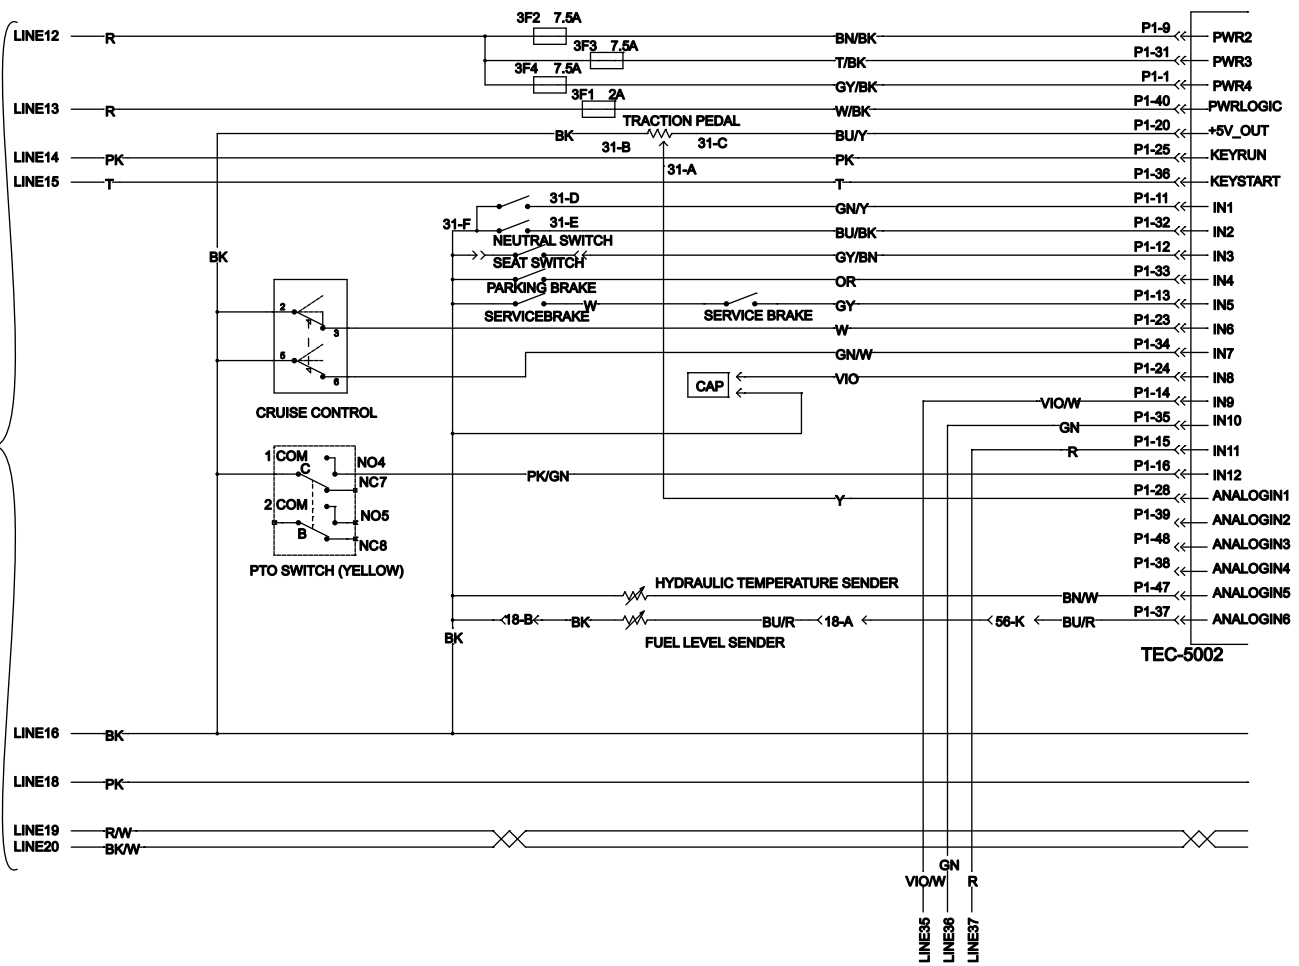 3F2 7.5A
P1-9
LINE12 R BN/BK PWR2
3F3 7.5A P1-31
T/BK PWR3
3F4 7.5A P1-1
GY/BK PWR4
3F1 2A P1-40
LINE13 R W/BK PWRLOGIC
TRACTION PEDAL P1-20
BK BU/Y +5V_OUT
31-B 31-C P1-25
LINE14 PK PK KEYRUN
31-A P1-36
LINE15 T T KEYSTART
31-D P1-11
GN/Y IN1
31-F 31-E P1-32
BU/BK IN2
NEUTRAL SWITCH P1-12
BK GY/BN IN3
SEAT SWITCH P1-33
OR IN4
PARKING BRAKE P1-13
2 W GY IN5
SERVICEBRAKE SERVICE BRAKE P1-23
3 W IN6
5 P1-34
GN/W IN7
P1-24
6 CAP VIO IN8
P1-14
VIO/W IN9
CRUISE CONTROL P1-35
GN IN10
P1-15
R IN11
1 COM NO4 P1-16
C PK/GN IN12
NC7 P1-28
Y ANALOGIN1
2 COM NO5 P1-39
ANALOGIN2
B P1-48
NC8 ANALOGIN3
P1-38
PTO SWITCH (YELLOW) ANALOGIN4
HYDRAULIC TEMPERATURE SENDER P1-47
BN/W ANALOGIN5
P1-37
18-B BK BU/R 18-A 56-K BU/R ANALOGIN6
BK FUEL LEVEL SENDER
TEC-5002
LINE16 BK
LINE18 PK
LINE19 R/W
LINE20 BK/W
GN
VIO/W R
LINE35
LINE36
LINE37